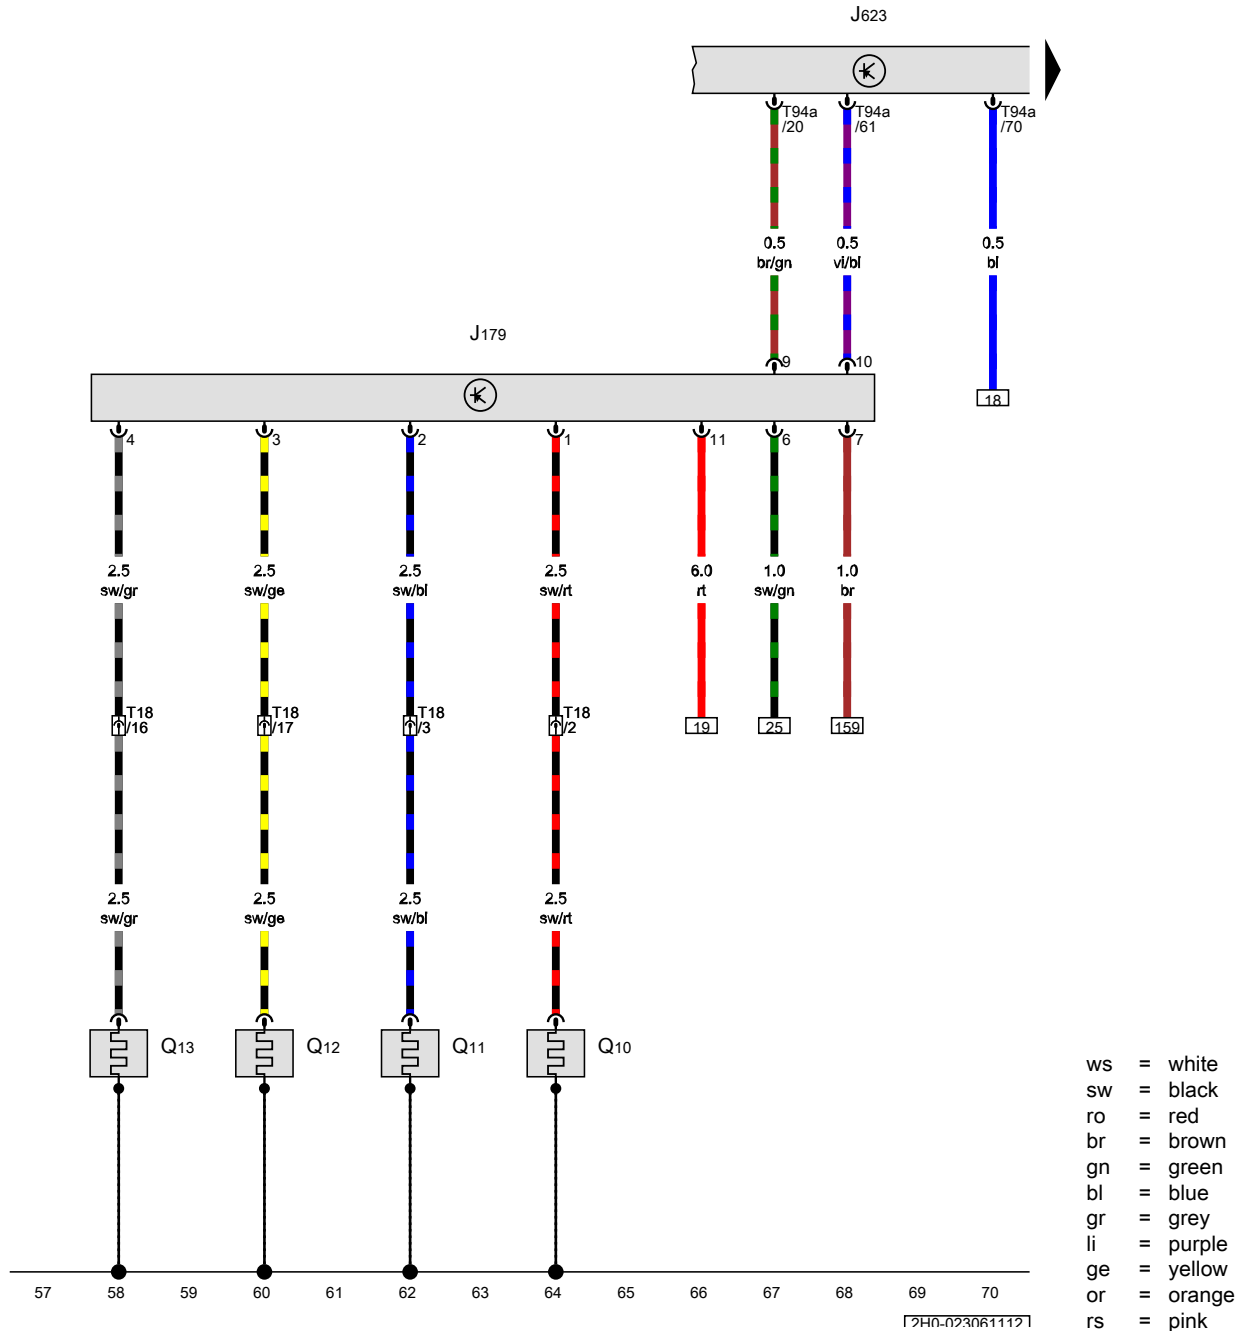 J623
T94a
/20
T94a
/61
T94a
/70
0.5
br/gn
0.5
vi/bl
0.5
bl
J179
9
10
18
4
3
2
1
11
6
7
2.5
sw/gr
2.5
sw/ge
2.5
sw/bl
2.5
sw/rt
6.0
rt
1.0
sw/gn
1.0
br
T18
/16
T18
/17
T18
/3
T18
/2
19
25
159
2.5
sw/gr
2.5
sw/ge
2.5
sw/bl
2.5
sw/rt
Q13
Q12
Q11
Q10
ws = white
sw = black
ro = red
br = brown
gn = green
bl = blue
gr = grey
li = purple
ge = yellow
or = orange
rs = pink
57 58 59 60 61 62 63 64 65 66 67 68 69 70
2H0-023061112